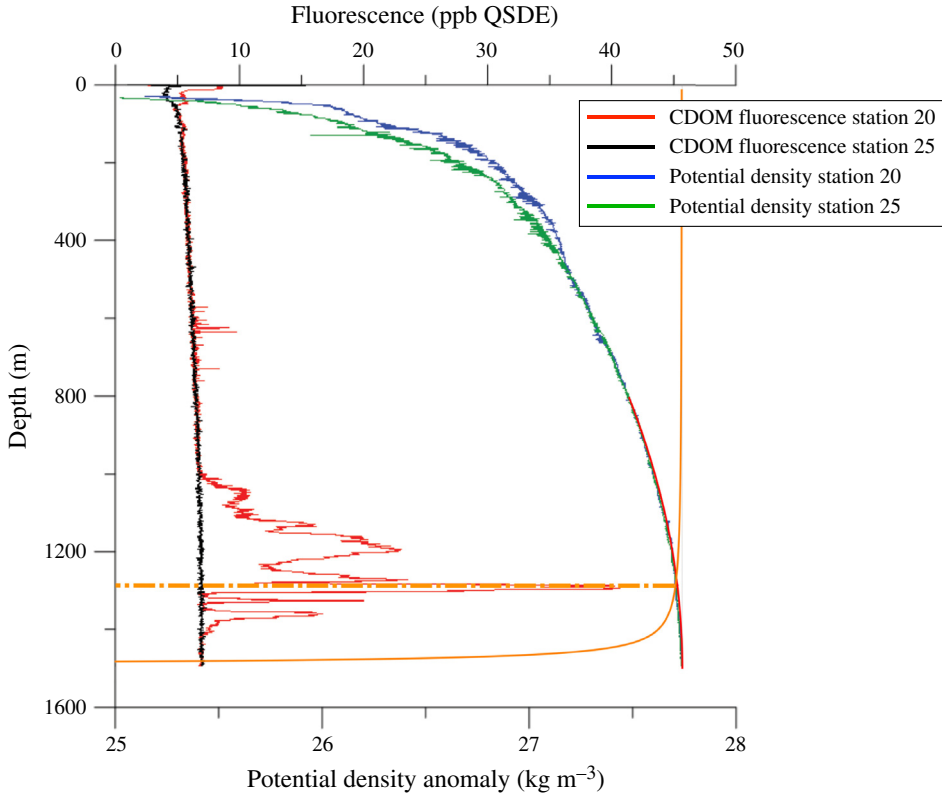 Fluorescence (ppb QSDE)
0 10 20 30 40 50
0
400
800
1200
1600
Depth (m)
CDOM fluorescence station 20
CDOM fluorescence station 25
Potential density station 20
Potential density station 25
25 26 27 28
Potential density anomaly (kg m⁻³)